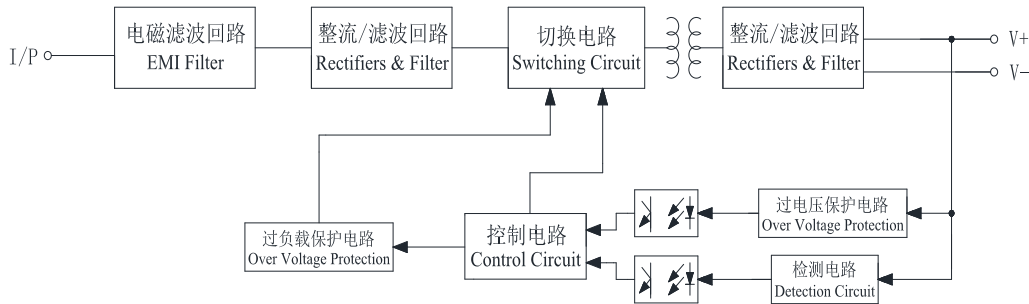 电磁滤波回路
EMI Filter
整流/滤波回路
Rectifiers & Filter
切换电路
Switching Circuit
整流/滤波回路
Rectifiers & Filter
I/P
V+
V-
过负载保护电路
Over Voltage Protection
控制电路
Control Circuit
过电压保护电路
Over Voltage Protection
检测电路
Detection Circuit